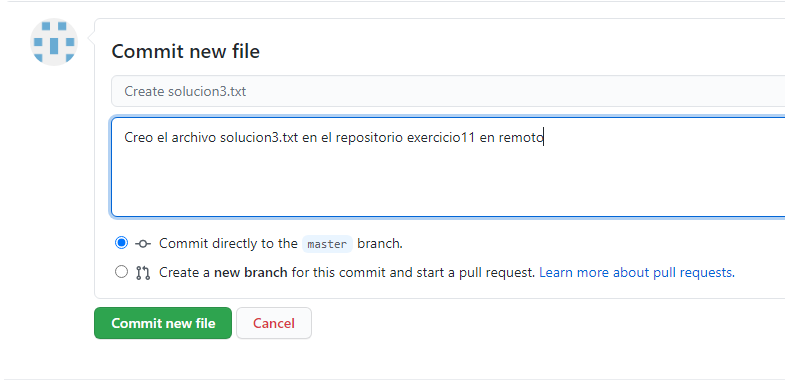 Commit new file
Create solucion3.txt
Creo el archivo solucion3.txt en el repositorio exercicio11 en remoto
Commit directly to the master branch.
Create a new branch for this commit and start a pull request. Learn more about pull requests.
Commit new file Cancel